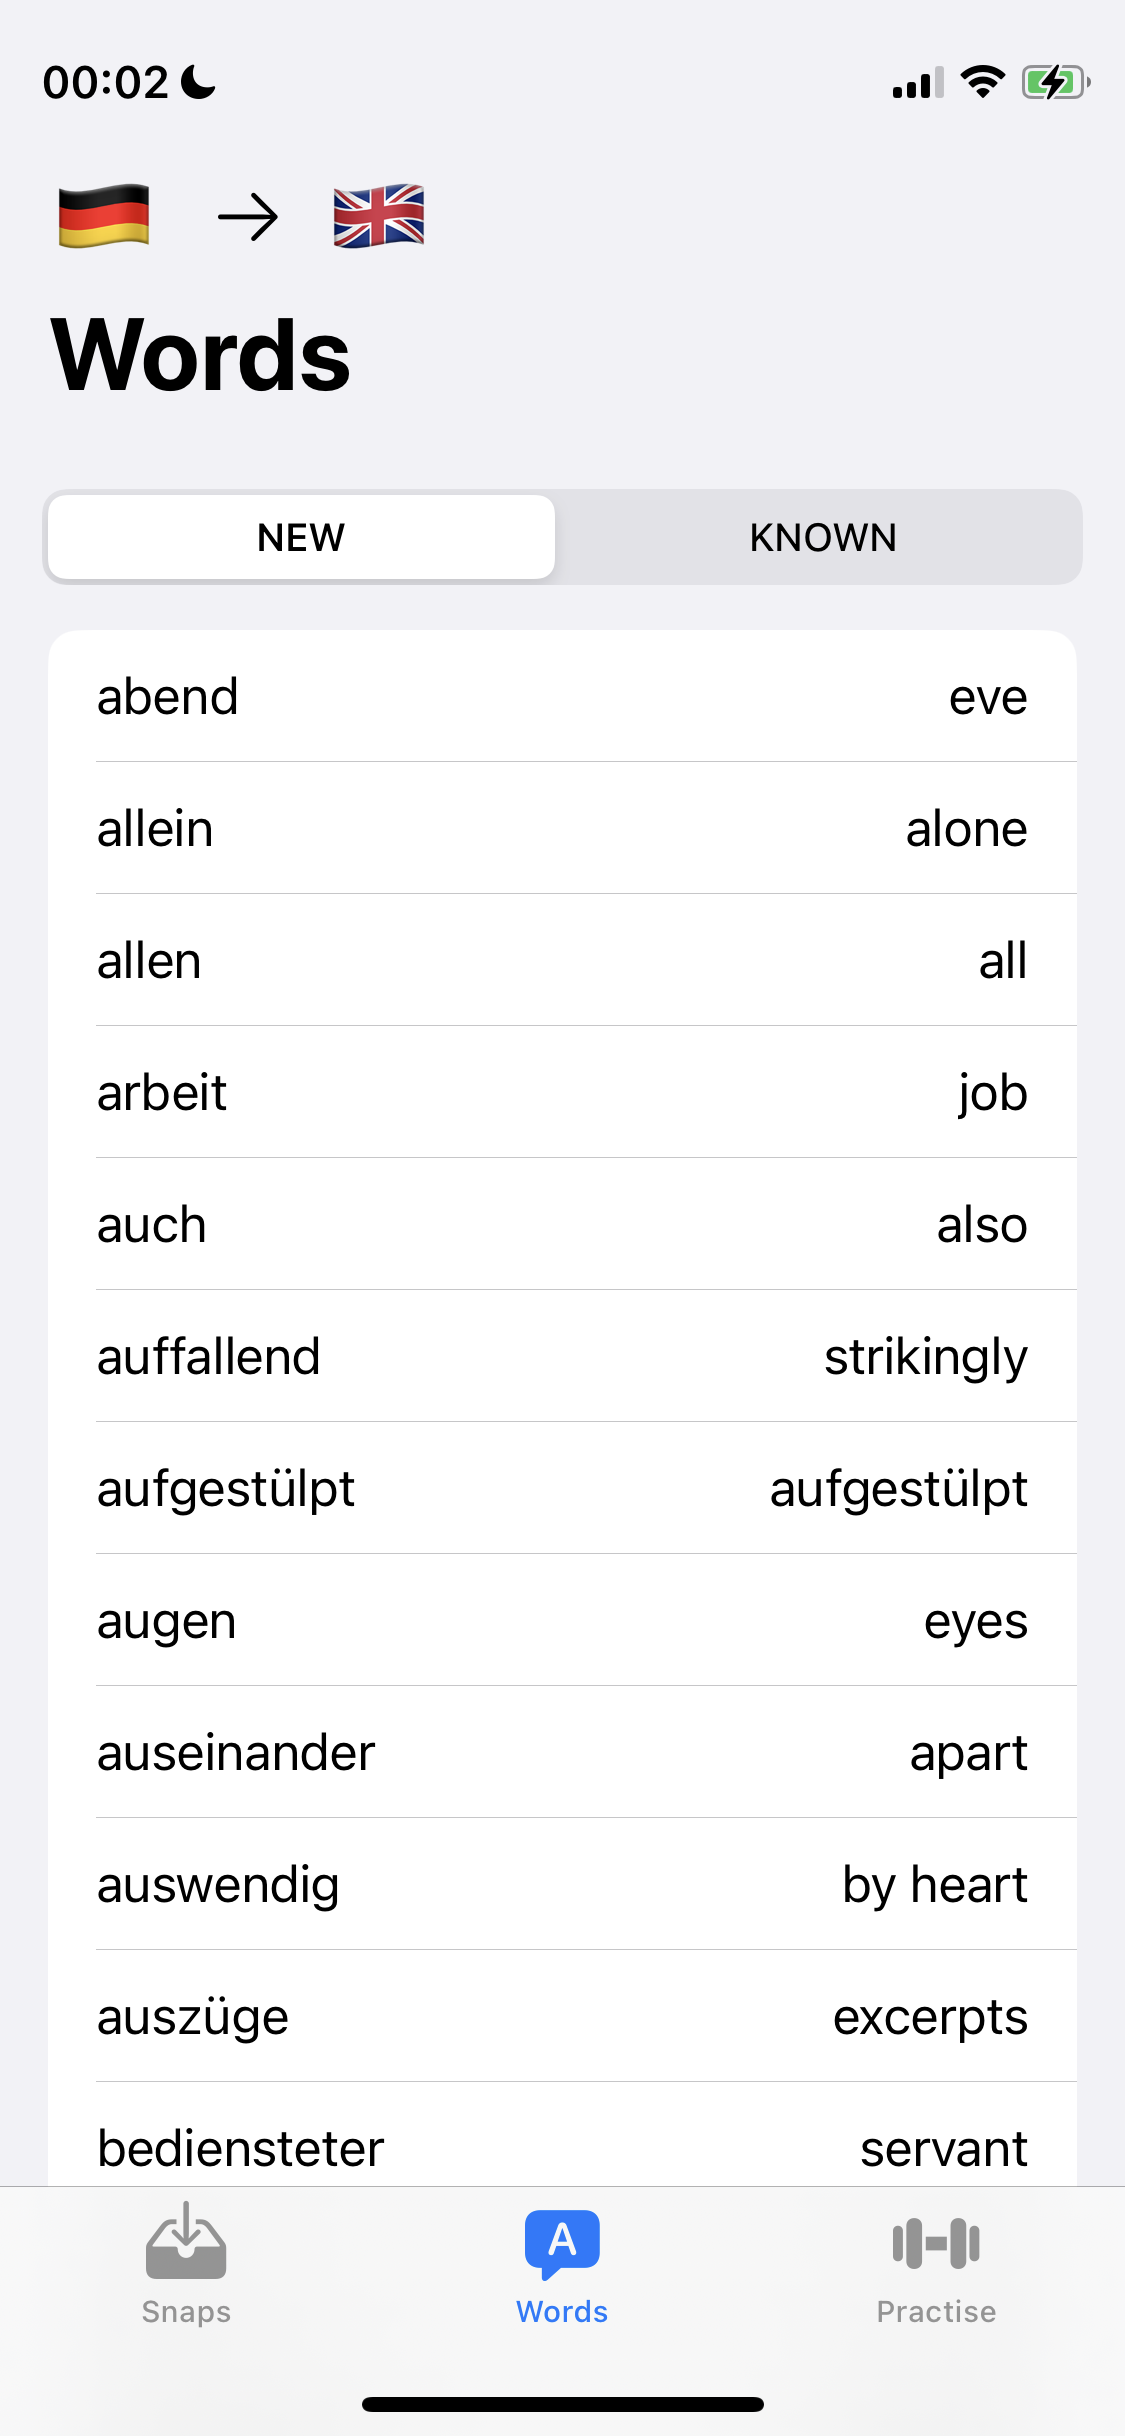 00:02
Words
NEW KNOWN
abend eve
allein alone
allen all
arbeit job
auch also
auffallend strikingly
aufgestülpt aufgestülpt
augen eyes
auseinander apart
auswendig by heart
auszüge excerpts
bediensteter servant
A
Snaps Words Practise